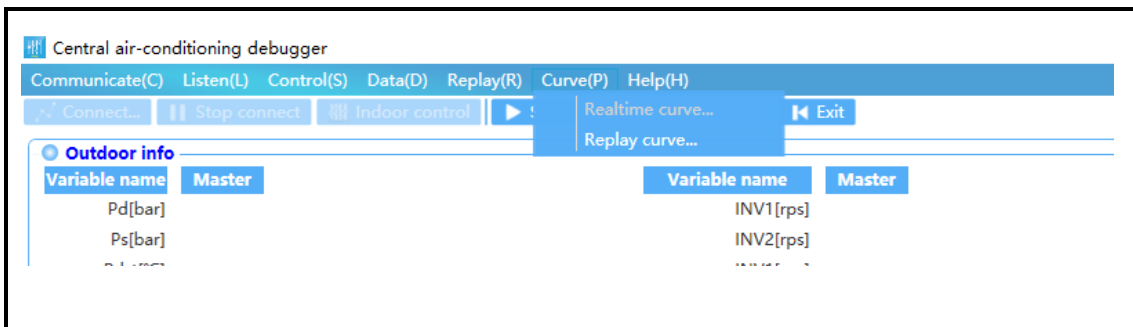 Central air-conditioning debugger
Communicate(C) Listen(L) Control(S) Data(D) Replay(R) Curve(P) Help(H)
Connect... Stop connect Indoor control Exit
Realtime curve...
Replay curve...
Outdoor info
Variable name Master Variable name Master
Pd[bar] INV1[rps]
Ps[bar] INV2[rps]